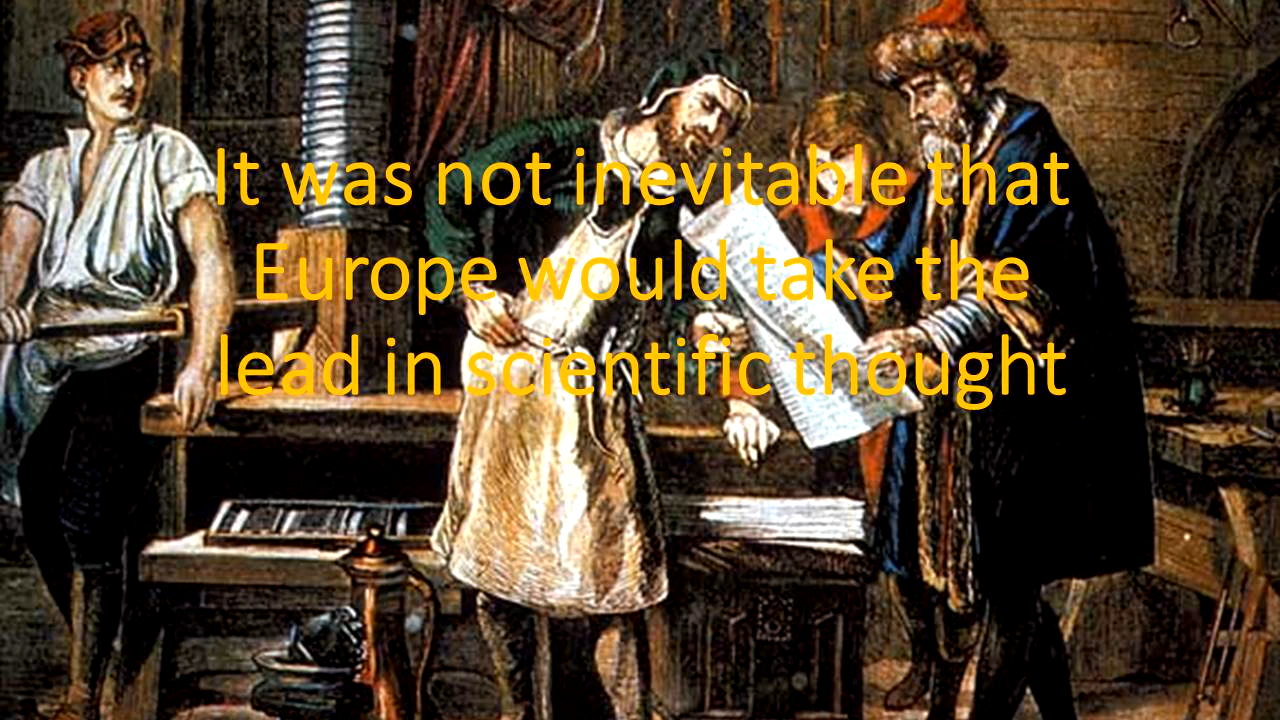 It was not inevitable that
Europe would take the
lead in scientific thought